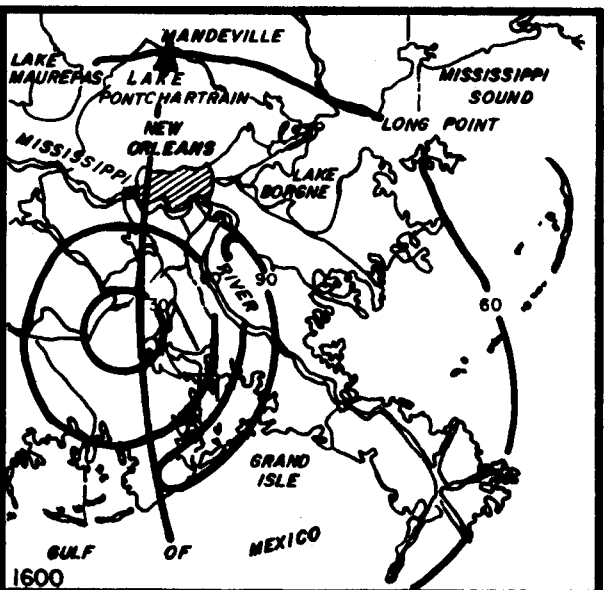 MANDEVILLE
LAKE
MAUREPAS
LAKE
PONTCHARTRAIN
MISSISSIPPI
SOUND
LONG POINT
NEW
ORLEANS
MISSISSIPPI
RIVER
LAKE
BORGNE
90
30
60
GRAND
ISLE
GULF OF MEXICO
1600